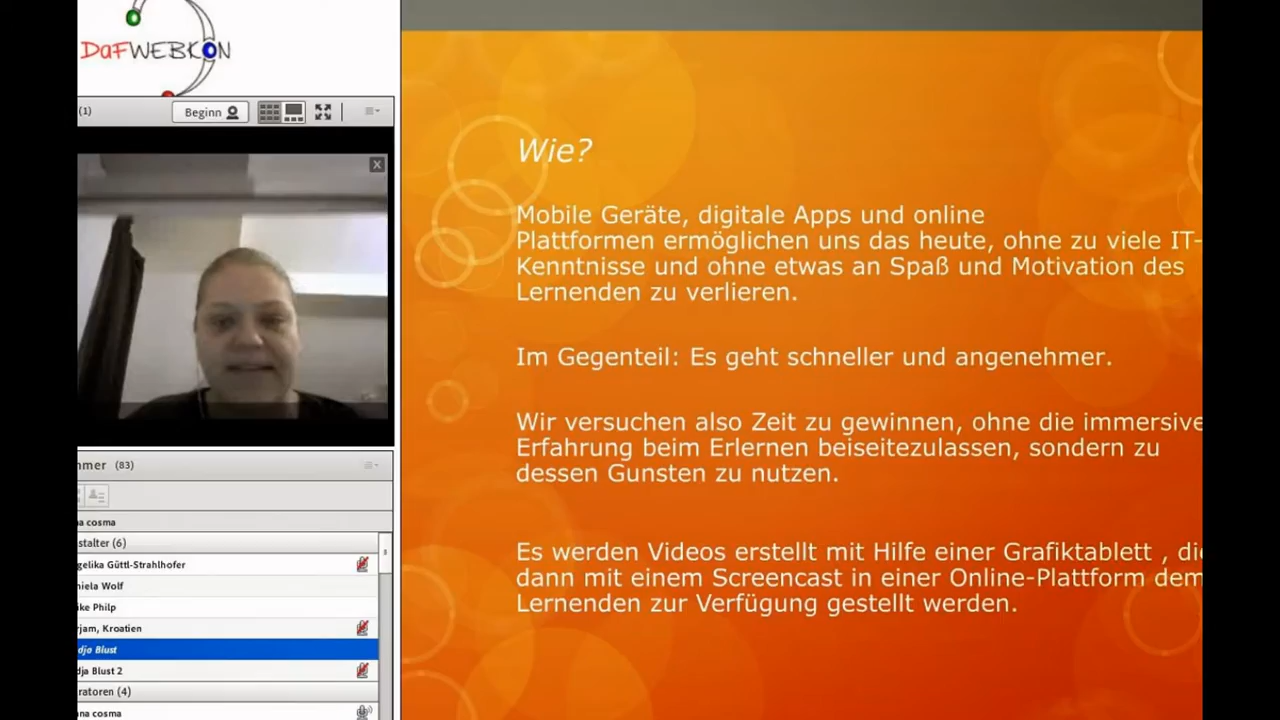 DaFWEBKON
(1)
Beginn
mmer (83)
na cosma
stalter (6)
gelika Güttl-Strahlhofer
niela Wolf
ike Philp
rjam, Kroatien
dja Blust
dja Blust 2
ratoren (4)
na cosma
Wie?
Mobile Geräte, digitale Apps und online
Plattformen ermöglichen uns das heute, ohne zu viele IT-
Kenntnisse und ohne etwas an Spaß und Motivation des
Lernenden zu verlieren.
Im Gegenteil: Es geht schneller und angenehmer.
Wir versuchen also Zeit zu gewinnen, ohne die immersive
Erfahrung beim Erlernen beiseitezulassen, sondern zu
dessen Gunsten zu nutzen.
Es werden Videos erstellt mit Hilfe einer Grafiktablett , die
dann mit einem Screencast in einer Online-Plattform dem
Lernenden zur Verfügung gestellt werden.